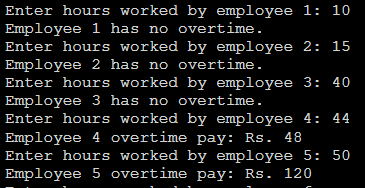 Enter hours worked by employee 1: 10
Employee 1 has no overtime.
Enter hours worked by employee 2: 15
Employee 2 has no overtime.
Enter hours worked by employee 3: 40
Employee 3 has no overtime.
Enter hours worked by employee 4: 44
Employee 4 overtime pay: Rs. 48
Enter hours worked by employee 5: 50
Employee 5 overtime pay: Rs. 120